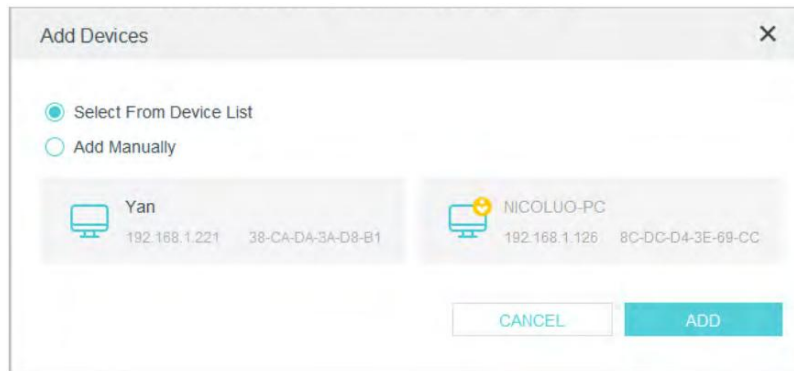 Add Devices
Select From Device List
Add Manually
Yan
192.168.1.221 38-CA-DA-3A-D8-B1
NICOLUO-PC
192.168.1.126 8C-DC-D4-3E-69-CC
CANCEL ADD